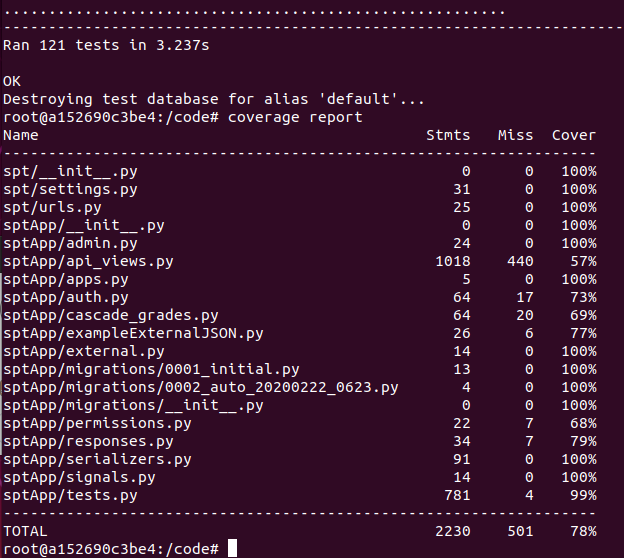 ........................................................
----------------------------------------------------------------------
Ran 121 tests in 3.237s
OK
Destroying test database for alias 'default'...
root@a152690c3be4:/code# coverage report
Name                                           Stmts   Miss  Cover
------------------------------------------------------------------
spt/__init__.py                                    0      0   100%
spt/settings.py                                   31      0   100%
spt/urls.py                                       25      0   100%
sptApp/__init__.py                                 0      0   100%
sptApp/admin.py                                   24      0   100%
sptApp/api_views.py                             1018    440    57%
sptApp/apps.py                                     5      0   100%
sptApp/auth.py                                    64     17    73%
sptApp/cascade_grades.py                          64     20    69%
sptApp/exampleExternalJSON.py                     26      6    77%
sptApp/external.py                                14      0   100%
sptApp/migrations/0001_initial.py                 13      0   100%
sptApp/migrations/0002_auto_20200222_0623.py       4      0   100%
sptApp/migrations/__init__.py                      0      0   100%
sptApp/permissions.py                             22      7    68%
sptApp/responses.py                               34      7    79%
sptApp/serializers.py                             91      0   100%
sptApp/signals.py                                 14      0   100%
sptApp/tests.py                                  781      4    99%
------------------------------------------------------------------
TOTAL                                           2230    501    78%
root@a152690c3be4:/code#